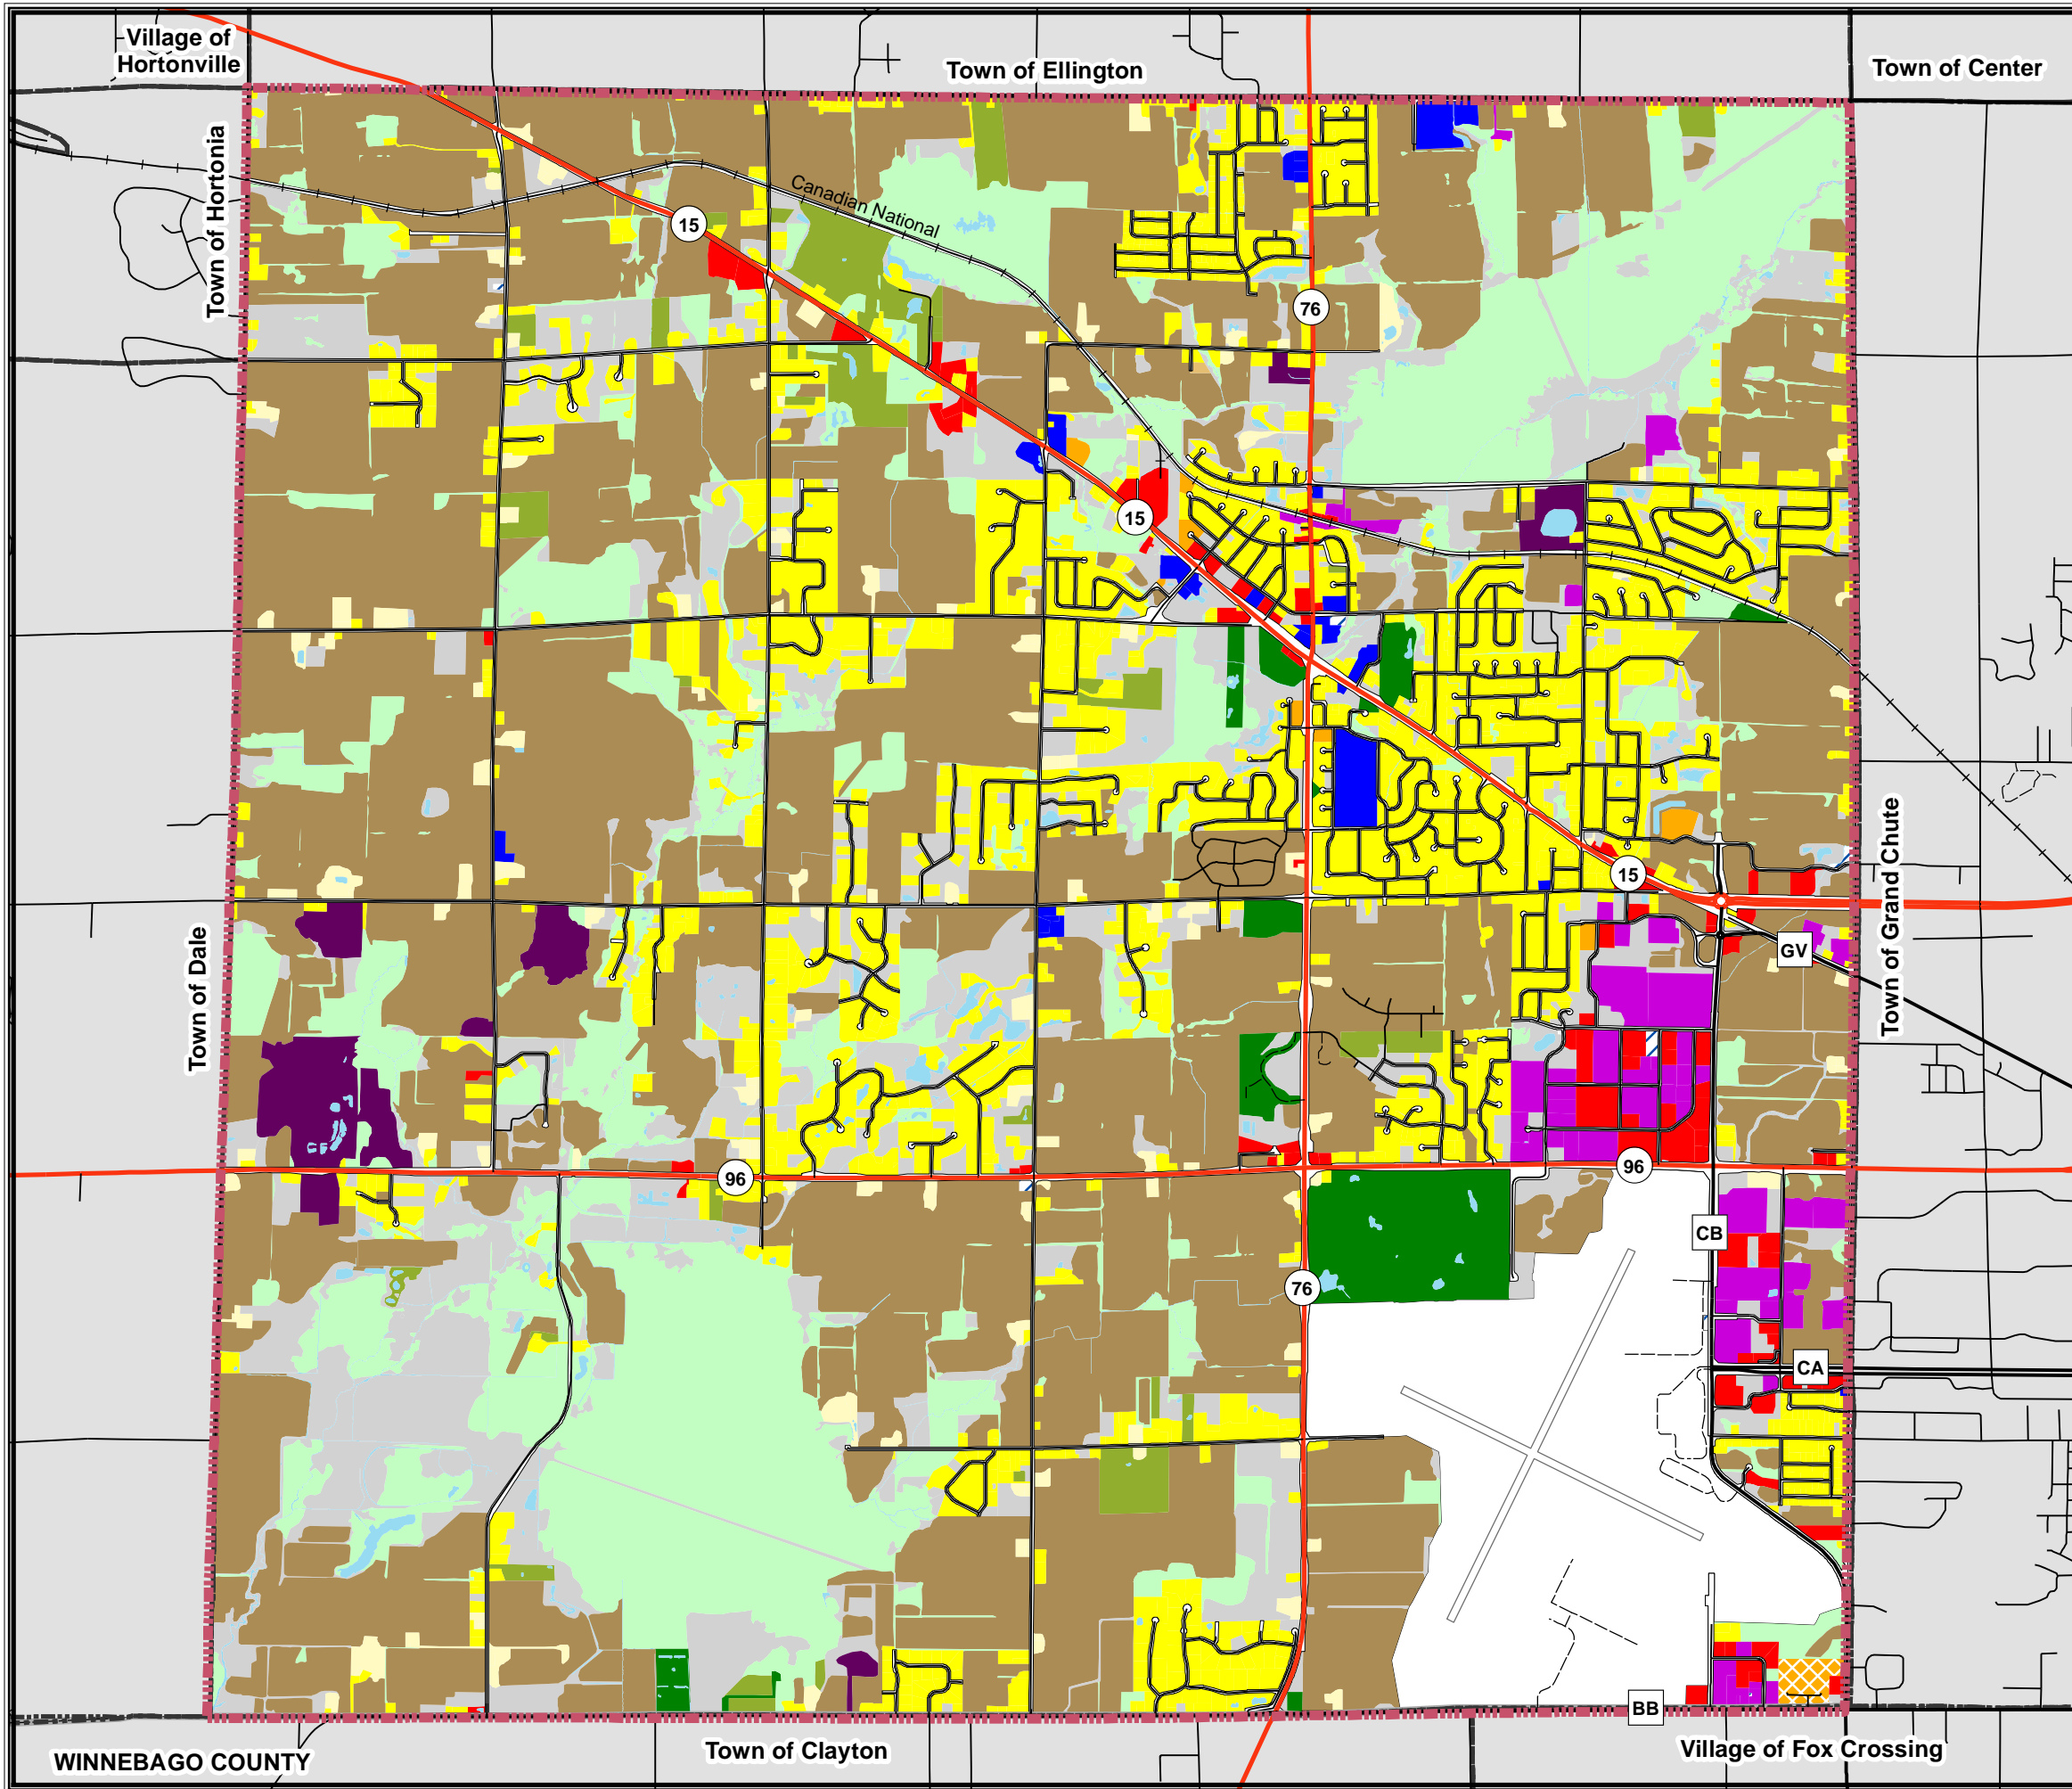 Village of
Hortonville
Town of Ellington
Town of Center
Town of Hortonia
Canadian National
15
76
15
15
GV
Town of Dale
Town of Grand Chute
96
96
CB
76
CA
BB
Town of Clayton
Village of Fox Crossing
WINNEBAGO COUNTY